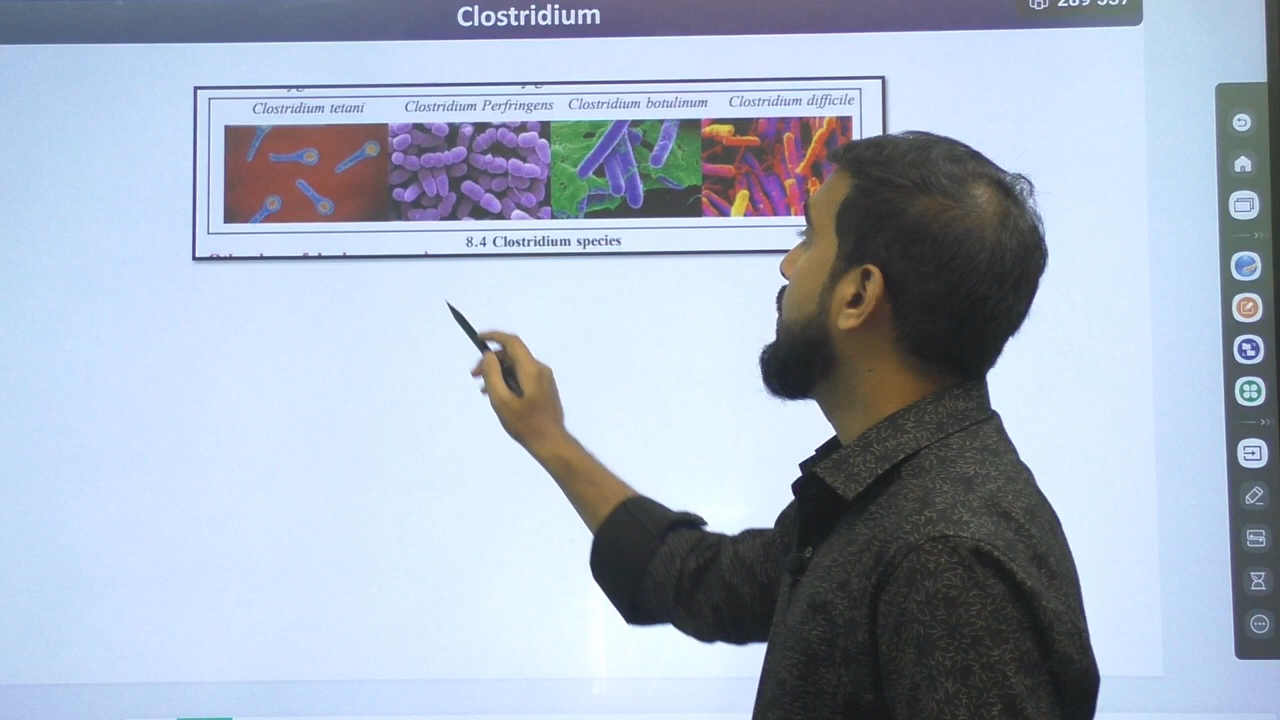 Clostridium
Clostridium tetani Clostridium Perfringens Clostridium botulinum Clostridium difficile
8.4 Clostridium species